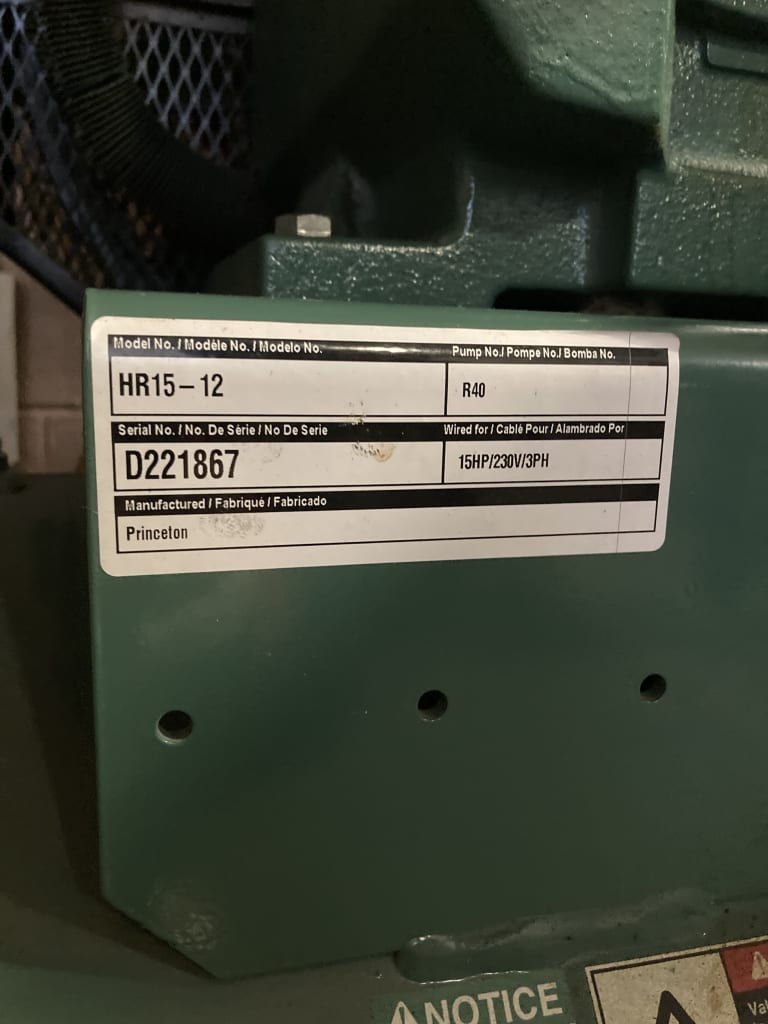 Model No. / Modèle No. / Modelo No.
Pump No./ Pompe No./ Bomba No.
HR15-12
R40
Serial No. / No. De Série / No De Serie
Wired for / Cablé Pour / Alambrado Por
D221867
15HP/230V/3PH
Manufactured / Fabriqué / Fabricado
Princeton
NOTICE